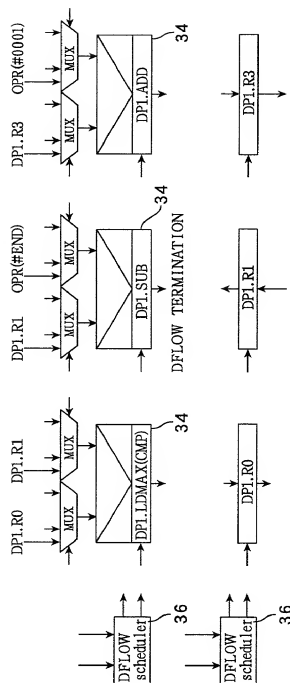 DP1.R0
DP1.R1
DP1.R1
OPR(#END)
DP1.R3
OPR(#0001)
MUX
MUX
MUX
MUX
MUX
MUX
DFLOW
scheduler
36
DP1.LDMAX(CMP)
34
DP1.SUB
34
DP1.ADD
34
DFLOW TERMINATION
DFLOW
scheduler
36
DP1.R0
DP1.R1
DP1.R3